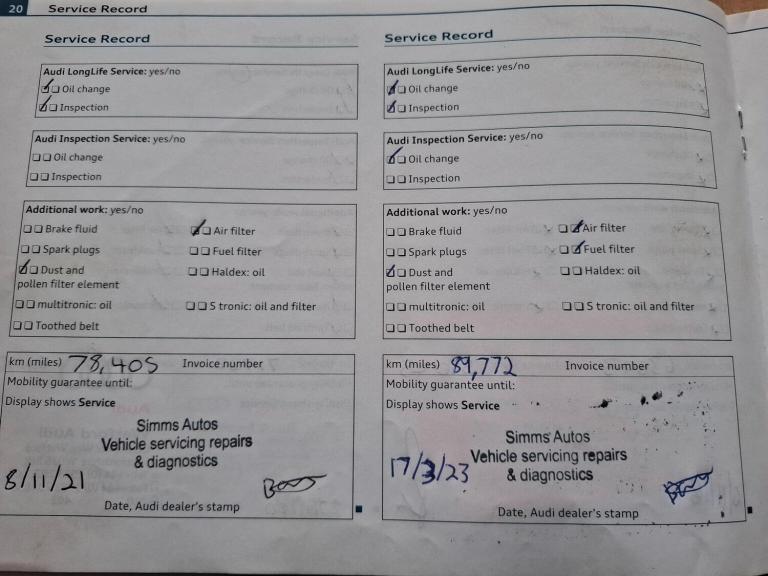 20 Service Record
Service Record
Audi LongLife Service: yes/no
Oil change
Inspection
Audi Inspection Service: yes/no
Oil change
Inspection
Additional work: yes/no
Brake fluid
Air filter
Spark plugs
Fuel filter
Dust and
pollen filter element
Haldex: oil
multitronic: oil
S tronic: oil and filter
Toothed belt
km (miles) 78,405 Invoice number
Mobility guarantee until:
Display shows Service
Simms Autos
Vehicle servicing repairs
& diagnostics
8/11/21
Date, Audi dealer's stamp
Service Record
Audi LongLife Service: yes/no
Oil change
Inspection
Audi Inspection Service: yes/no
Oil change
Inspection
Additional work: yes/no
Brake fluid
Air filter
Spark plugs
Fuel filter
Dust and
pollen filter element
Haldex: oil
multitronic: oil
S tronic: oil and filter
Toothed belt
km (miles) 89,772 Invoice number
Mobility guarantee until:
Display shows Service
Simms Autos
Vehicle servicing repairs
& diagnostics
17/3/23
Date, Audi dealer's stamp